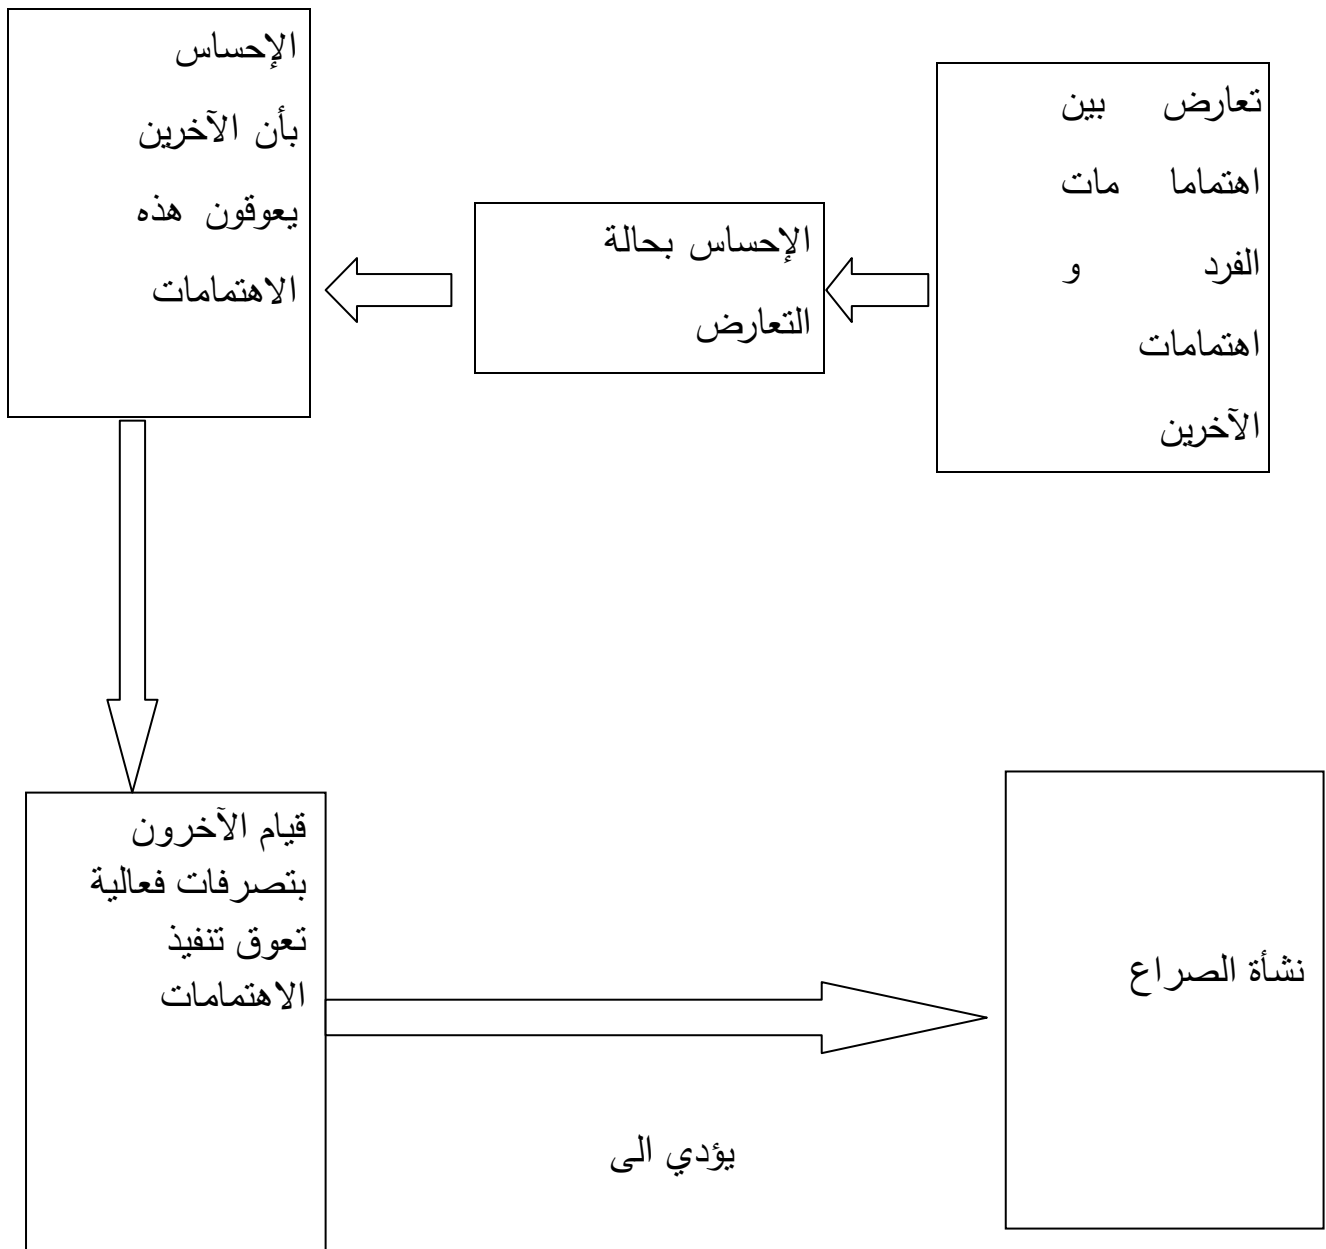 تعارض بين
اهتماما مات
الفرد و
اهتمامات
الآخرين
الإحساس بحالة
التعارض
الإحساس
بأن الآخرين
يعوقون هذه
الاهتمامات
قيام الآخرون
بتصرفات فعالية
تعوق تنفيذ
الاهتمامات
يؤدي الى
نشأة الصراع